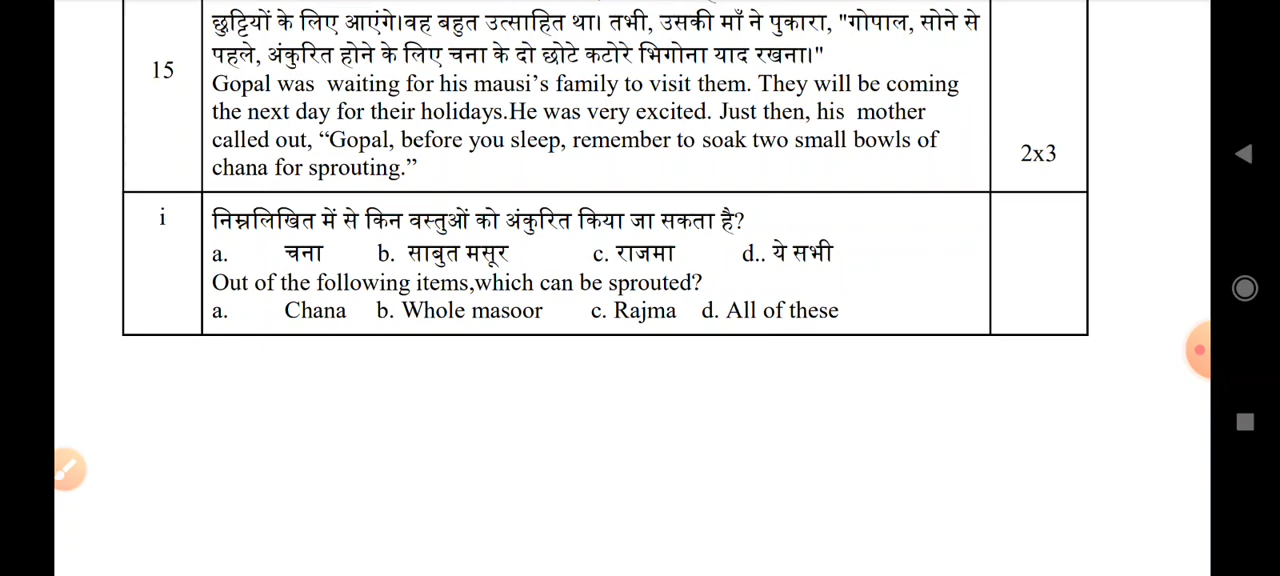 छुट्टियों के लिए आएंगे।वह बहुत उत्साहित था। तभी, उसकी माँ ने पुकारा, "गोपाल, सोने से
पहले, अंकुरित होने के लिए चना के दो छोटे कटोरे भिगोना याद रखना।"
15
Gopal was waiting for his mausi’s family to visit them. They will be coming
the next day for their holidays.He was very excited. Just then, his mother
called out, “Gopal, before you sleep, remember to soak two small bowls of
chana for sprouting.”
2x3
i निम्नलिखित में से किन वस्तुओं को अंकुरित किया जा सकता है?
a. चना b. साबुत मसूर c. राजमा d.. ये सभी
Out of the following items,which can be sprouted?
a. Chana b. Whole masoor c. Rajma d. All of these